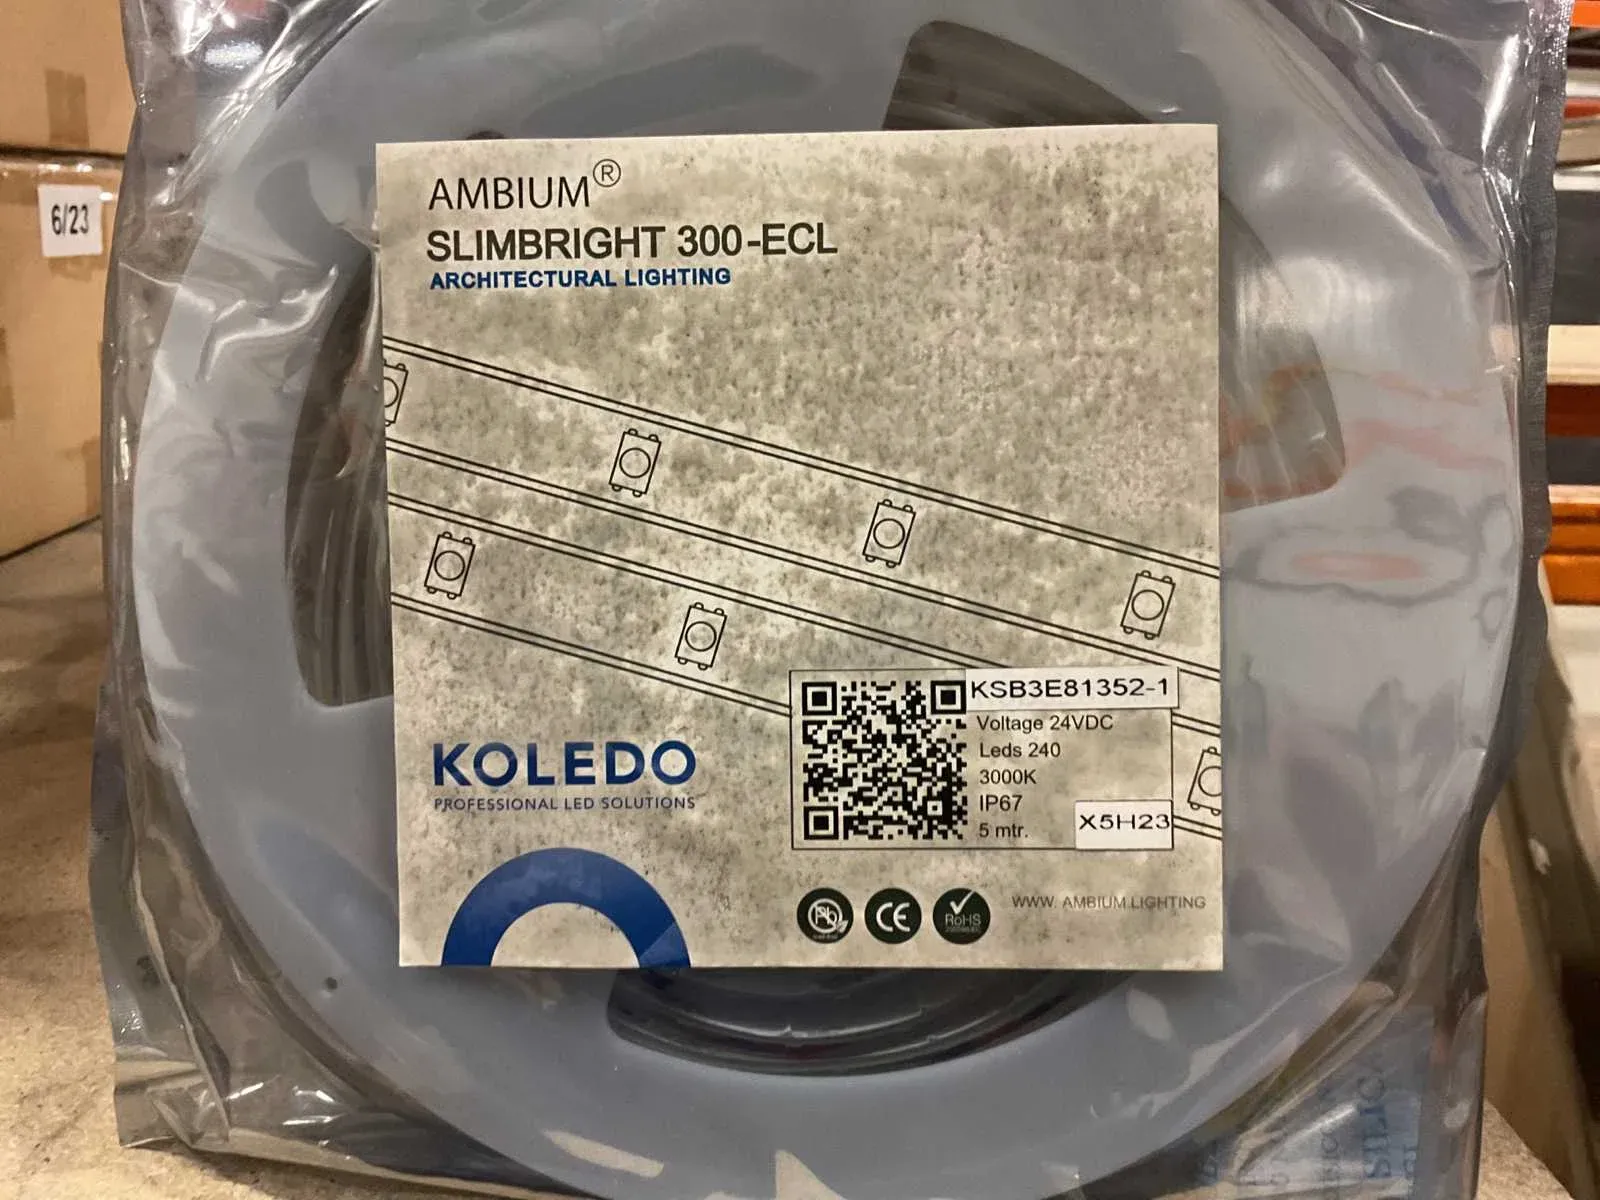 6/23
AMBIUM®
SLIMBRIGHT 300-ECL
ARCHITECTURAL LIGHTING
KSB3E81352-1
Voltage 24VDC
Leds 240
3000K
IP67
5 mtr.
X5H23
KOLEDO
PROFESSIONAL LED SOLUTIONS
Pb
CE
RoHS
WWW. AMBIUM.LIGHTING